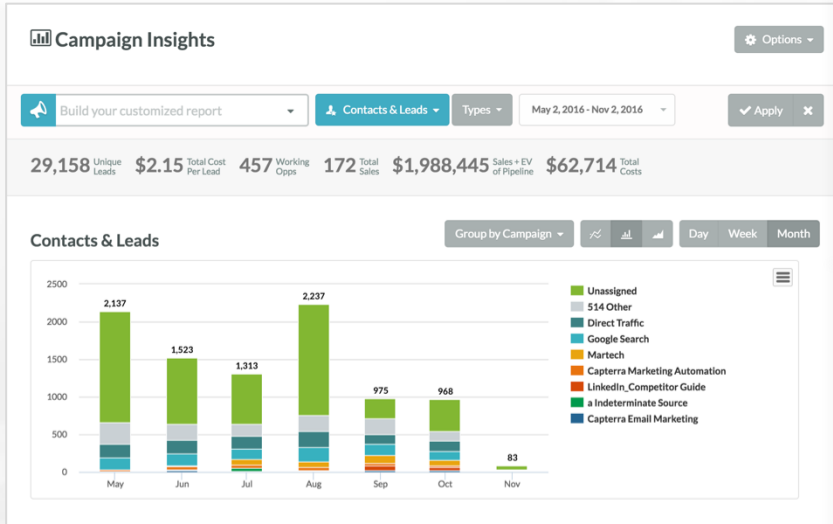 Campaign Insights
Options
Build your customized report
Contacts & Leads
Types
May 2, 2016 - Nov 2, 2016
Apply
29,158 Unique Leads $2.15 Total Cost Per Lead 457 Working Opps 172 Total Sales $1,988,445 Sales + EV of Pipeline $62,714 Total Costs
Contacts & Leads
Group by Campaign
Day Week Month
2500
2000
1500
1000
500
0
2,137
1,523
1,313
2,237
975
968
83
May Jun Jul Aug Sep Oct Nov
Unassigned
514 Other
Direct Traffic
Google Search
Martech
Capterra Marketing Automation
LinkedIn_Competitor Guide
a Indeterminate Source
Capterra Email Marketing